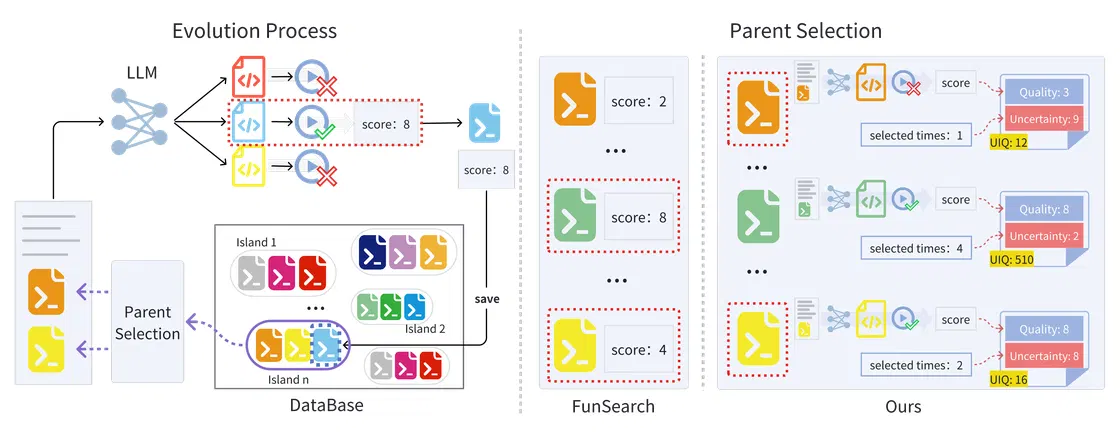 Evolution Process
LLM
score: 8
score: 8
Island 1
...
Island 2
Island n
save
Parent
Selection
DataBase
Parent Selection
score: 2
...
score: 8
...
score: 4
FunSearch
score
Quality: 3
Uncertainty: 9
selected times: 1
UIQ: 12
...
score
Quality: 8
Uncertainty: 2
selected times: 4
UIQ: 510
...
score
Quality: 8
Uncertainty: 8
selected times: 2
UIQ: 16
Ours